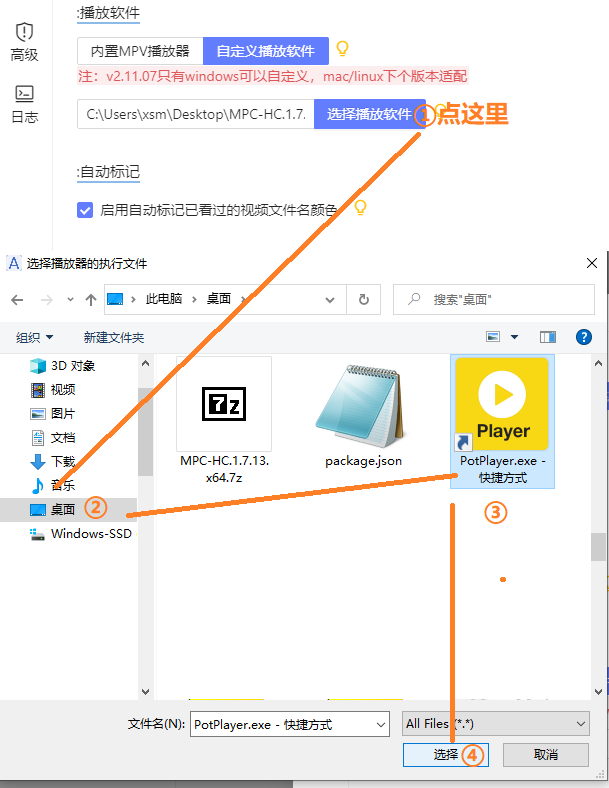 :播放软件
高级
内置MPV播放器
自定义播放软件
注：v2.11.07只有windows可以自定义，mac/linux下个版本适配
日志
C:\Users\xsm\Desktop\MPC-HC.1.7.
选择播放软件
①点这里
:自动标记
启用自动标记已看过的视频文件名颜色
选择播放器的执行文件
此电脑
桌面
搜索"桌面"
组织
新建文件夹
3D 对象
视频
图片
文档
下载
音乐
桌面
②
Windows-SSD
MPC-HC.1.7.13.
x64.7z
package.json
Player
PotPlayer.exe -
快捷方式
③
文件名(N):
PotPlayer.exe - 快捷方式
All Files (*.*)
选择
④
取消